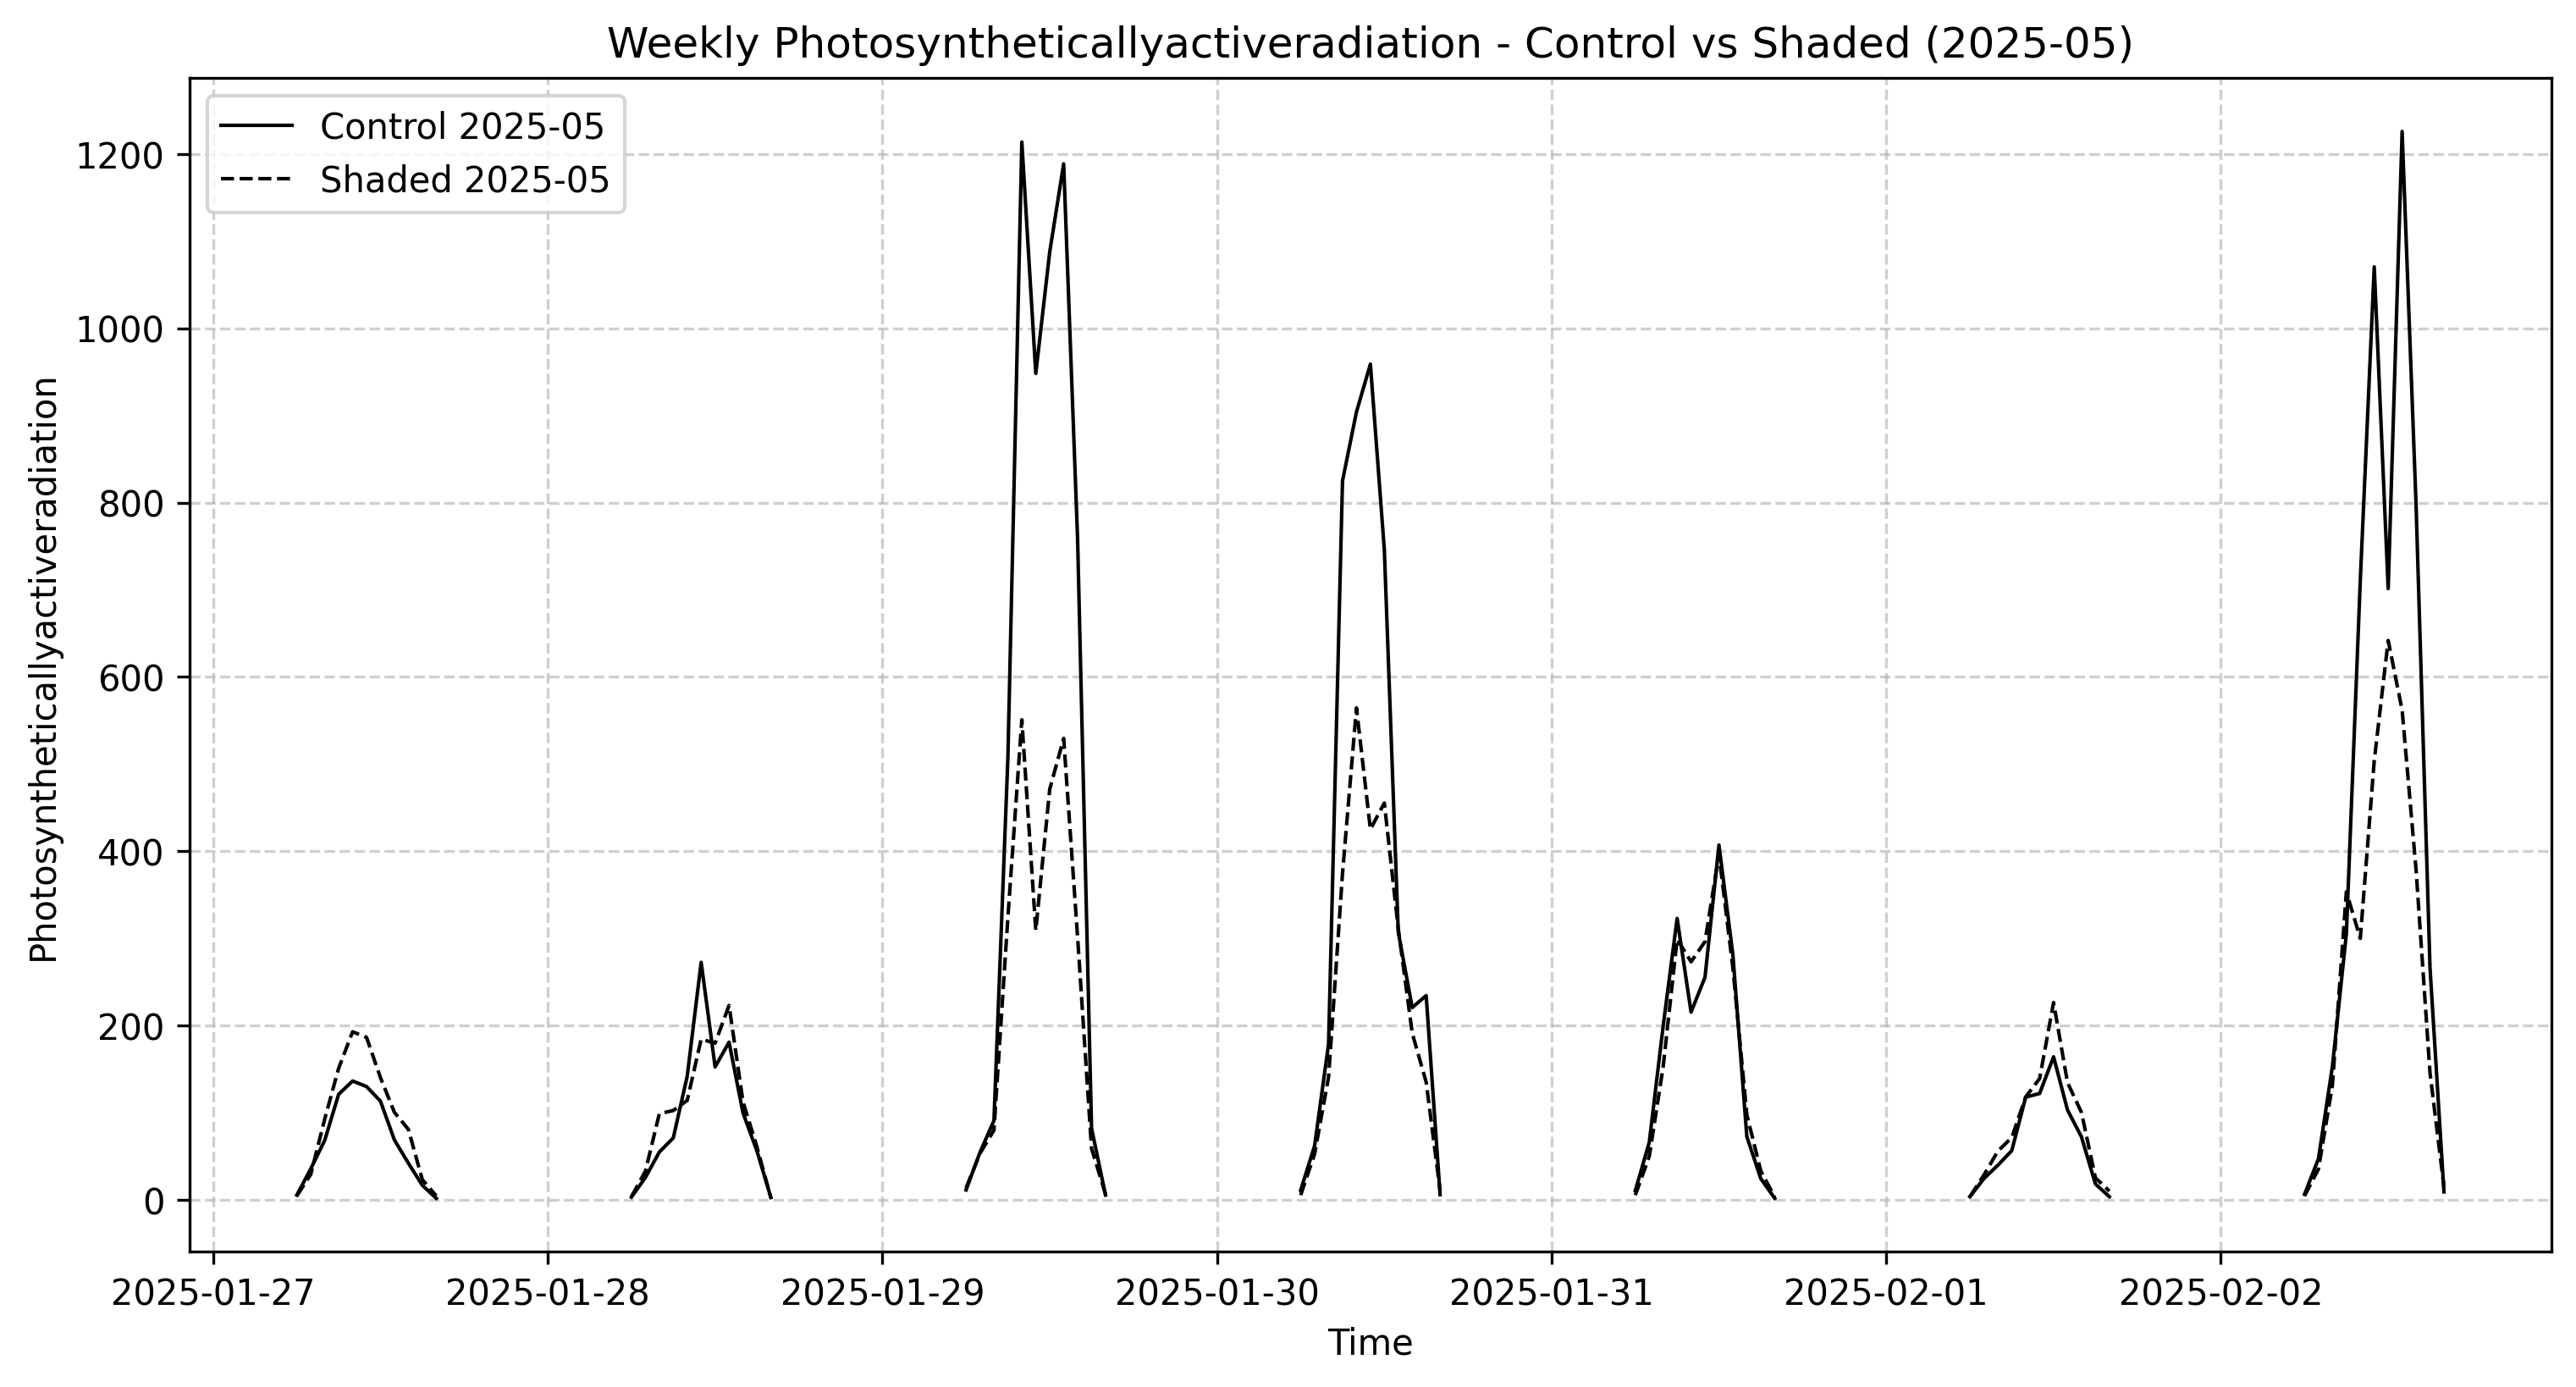 Weekly Photosyntheticallyactiveradiation - Control vs Shaded (2025-05)
Control 2025-05
Shaded 2025-05
Photosyntheticallyactiveradiation
1200
1000
800
600
400
200
0
2025-01-27
2025-01-28
2025-01-29
2025-01-30
2025-01-31
2025-02-01
2025-02-02
Time